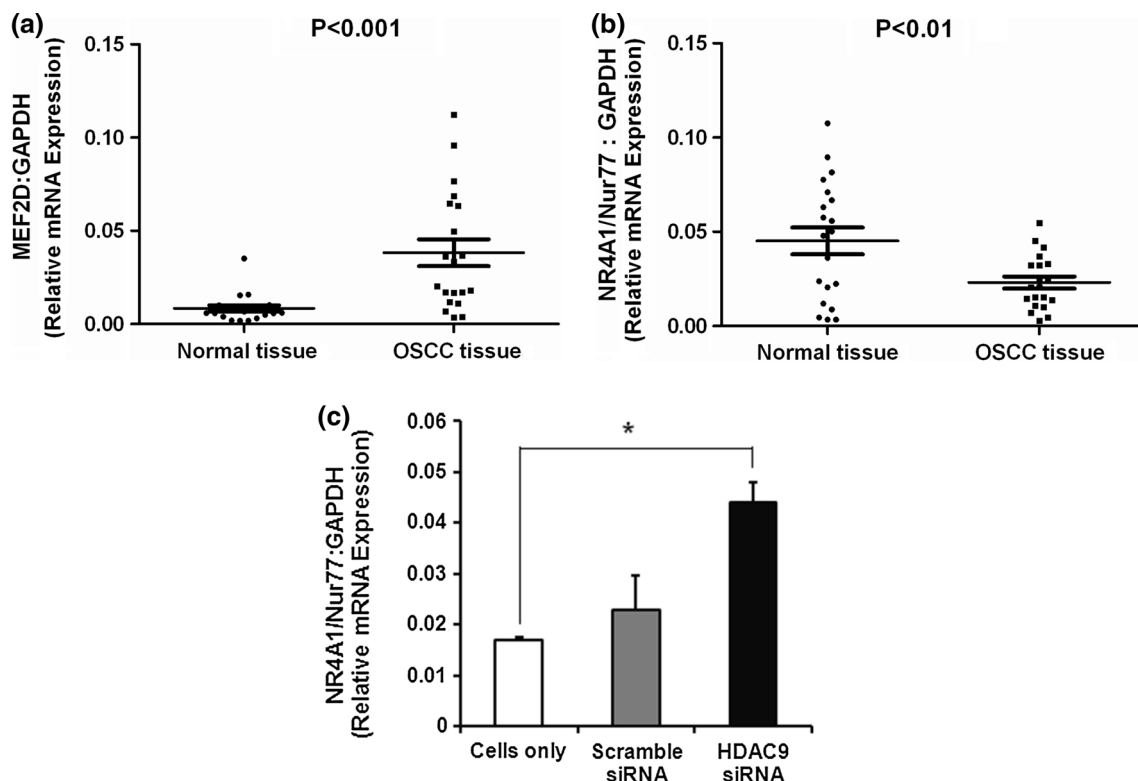 (a)
P<0.001
MEF2D:GAPDH
(Relative mRNA Expression)
0.15
0.10
0.05
0.00
Normal tissue
OSCC tissue
(b)
P<0.01
NR4A1/Nur77 : GAPDH
(Relative mRNA Expression)
0.15
0.10
0.05
0.00
Normal tissue
OSCC tissue
(c)
NR4A1/Nur77:GAPDH
(Relative mRNA Expression)
0.06
0.05
0.04
0.03
0.02
0.01
0
*
Cells only
Scramble
siRNA
HDAC9
siRNA